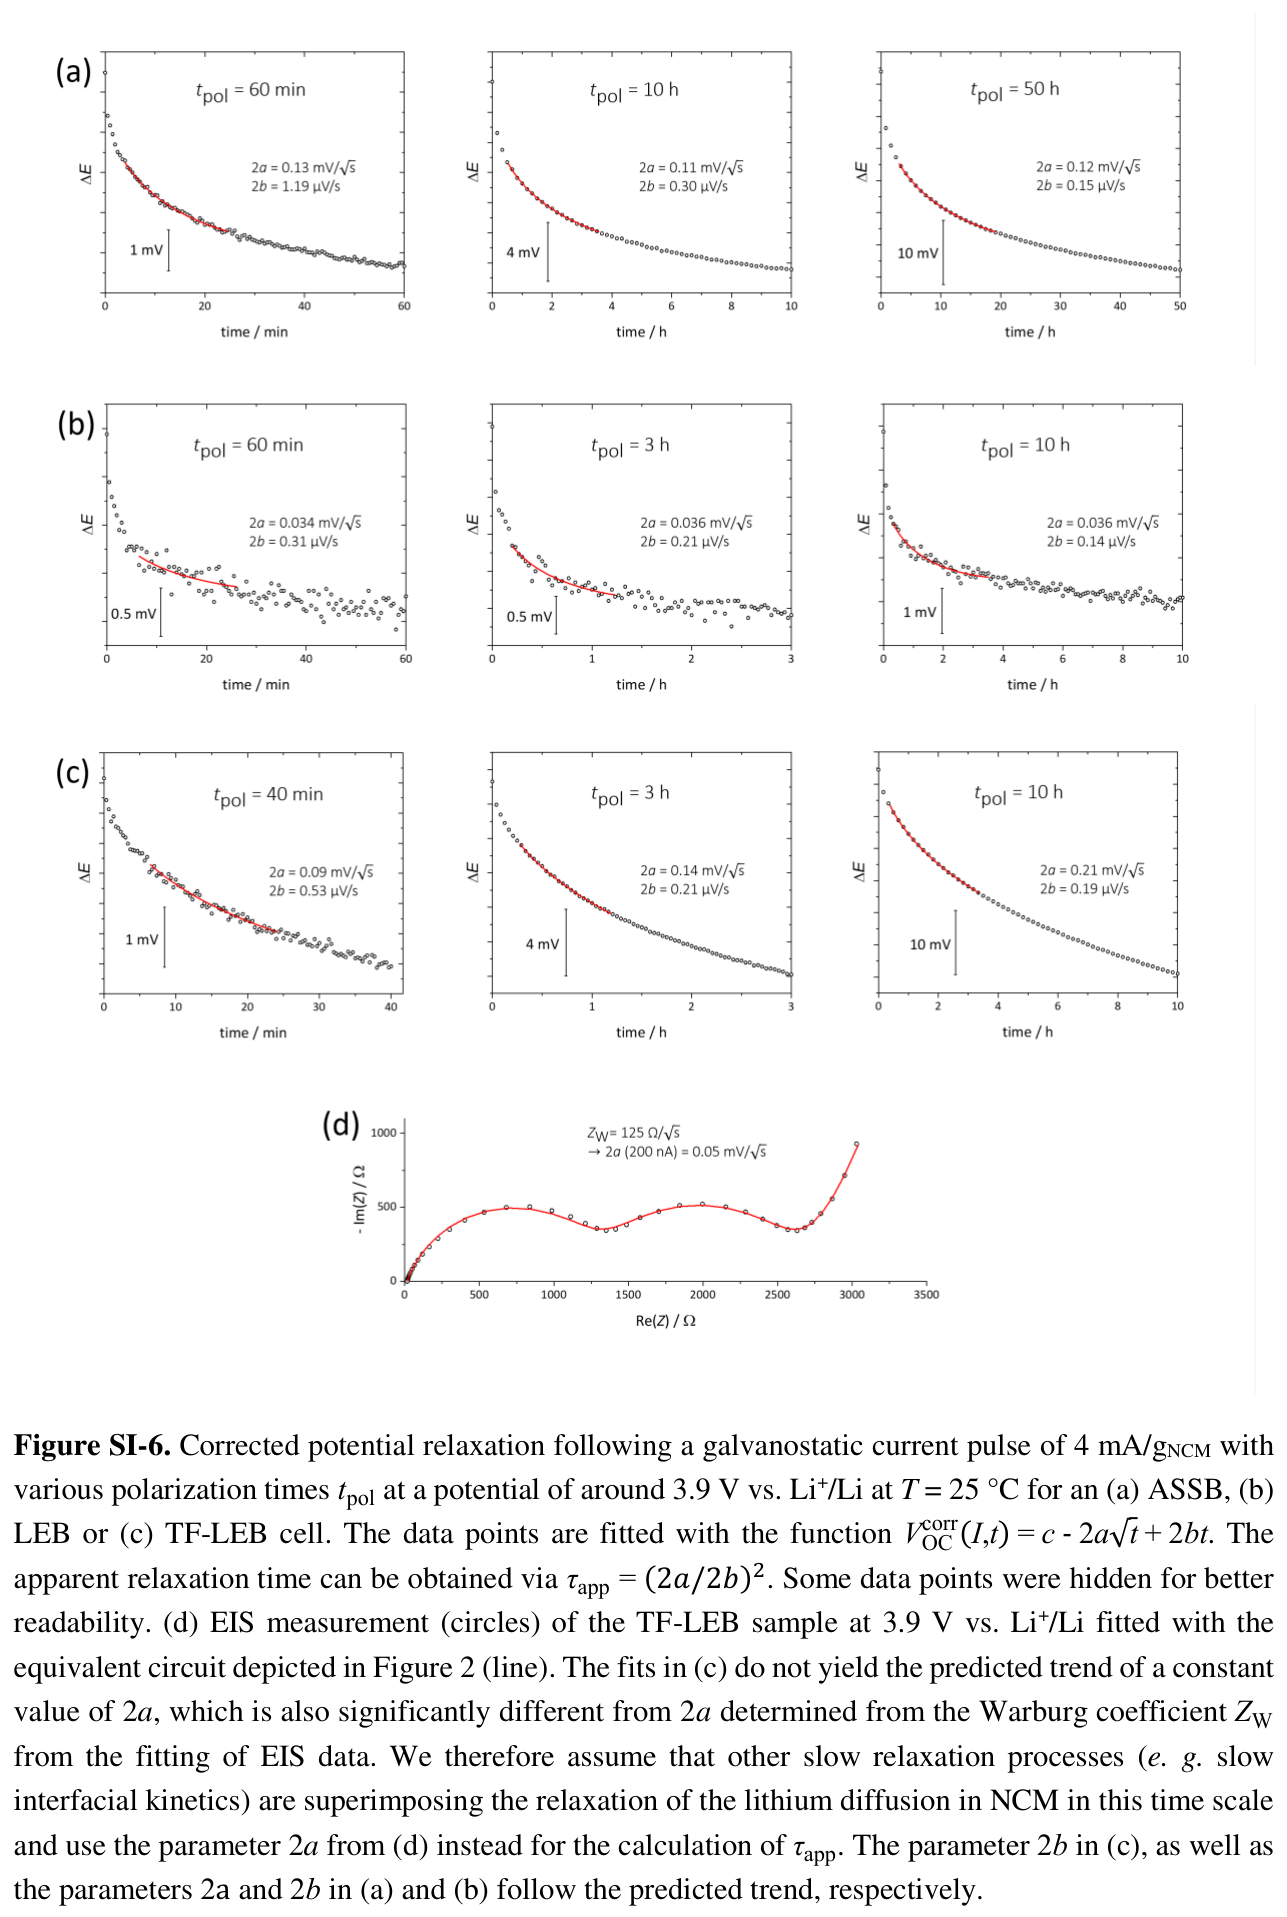 (a)
t_pol = 60 min
2a = 0.13 mV/√s
2b = 1.19 µV/s
1 mV
ΔE
0 20 40 60
time / min
t_pol = 10 h
2a = 0.11 mV/√s
2b = 0.30 µV/s
4 mV
ΔE
0 2 4 6 8 10
time / h
t_pol = 50 h
2a = 0.12 mV/√s
2b = 0.15 µV/s
10 mV
ΔE
0 10 20 30 40 50
time / h
(b)
t_pol = 60 min
2a = 0.034 mV/√s
2b = 0.31 µV/s
0.5 mV
ΔE
0 20 40 60
time / min
t_pol = 3 h
2a = 0.036 mV/√s
2b = 0.21 µV/s
0.5 mV
ΔE
0 1 2 3
time / h
t_pol = 10 h
2a = 0.036 mV/√s
2b = 0.14 µV/s
1 mV
ΔE
0 2 4 6 8 10
time / h
(c)
t_pol = 40 min
2a = 0.09 mV/√s
2b = 0.53 µV/s
1 mV
ΔE
0 10 20 30 40
time / min
t_pol = 3 h
2a = 0.14 mV/√s
2b = 0.21 µV/s
4 mV
ΔE
0 1 2 3
time / h
t_pol = 10 h
2a = 0.21 mV/√s
2b = 0.19 µV/s
10 mV
ΔE
0 2 4 6 8 10
time / h
(d)
Z_W= 125 Ω/√s
→ 2a (200 nA) = 0.05 mV/√s
1000
500
0
- Im(Z) / Ω
0 500 1000 1500 2000 2500 3000 3500
Re(Z) / Ω
Figure SI-6. Corrected potential relaxation following a galvanostatic current pulse of 4 mA/g_NCM with
various polarization times t_pol at a potential of around 3.9 V vs. Li⁺/Li at T = 25 °C for an (a) ASSB, (b)
LEB or (c) TF-LEB cell. The data points are fitted with the function V_OC^corr(I,t) = c - 2a√t + 2bt. The
apparent relaxation time can be obtained via τ_app = (2a/2b)². Some data points were hidden for better
readability. (d) EIS measurement (circles) of the TF-LEB sample at 3.9 V vs. Li⁺/Li fitted with the
equivalent circuit depicted in Figure 2 (line). The fits in (c) do not yield the predicted trend of a constant
value of 2a, which is also significantly different from 2a determined from the Warburg coefficient Z_W
from the fitting of EIS data. We therefore assume that other slow relaxation processes (e. g. slow
interfacial kinetics) are superimposing the relaxation of the lithium diffusion in NCM in this time scale
and use the parameter 2a from (d) instead for the calculation of τ_app. The parameter 2b in (c), as well as
the parameters 2a and 2b in (a) and (b) follow the predicted trend, respectively.